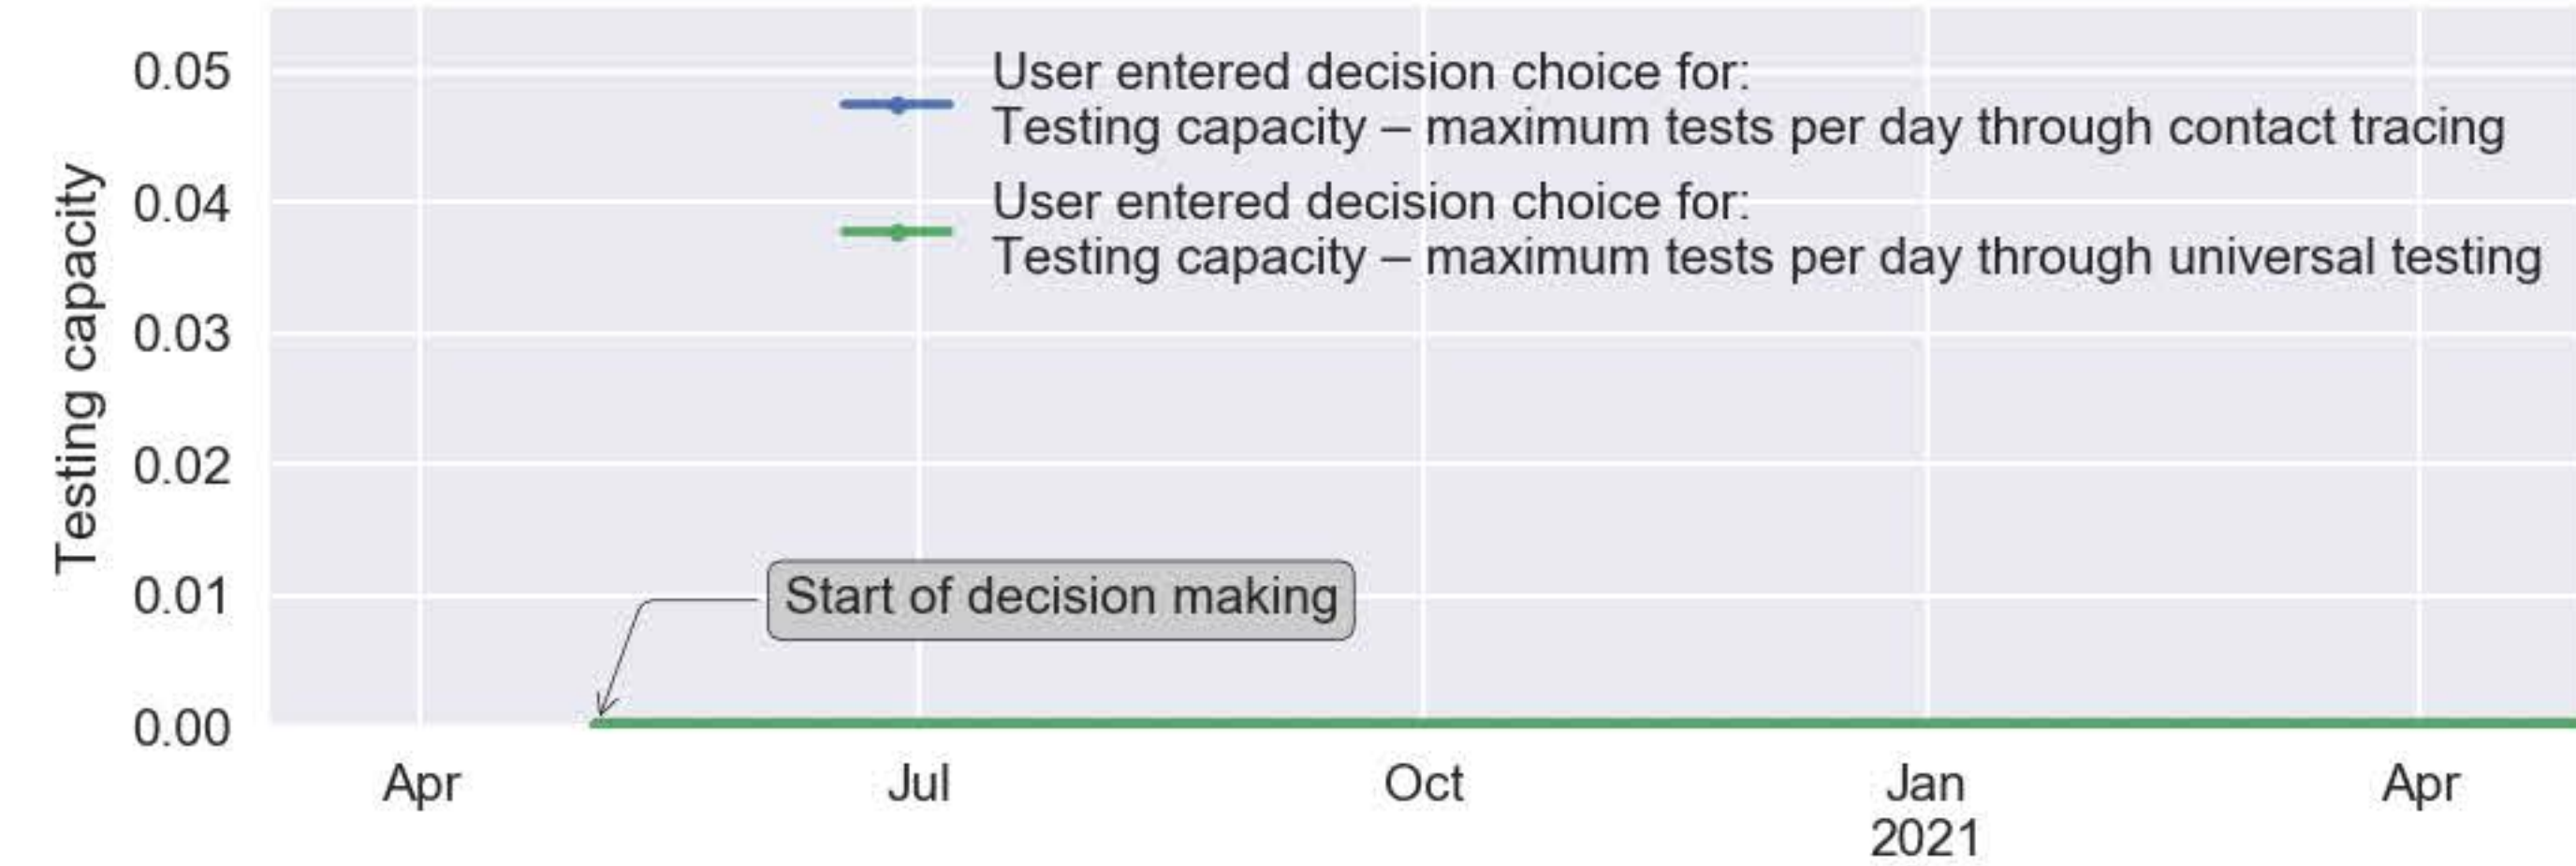 Testing capacity
0.05
0.04
0.03
0.02
0.01
0.00
User entered decision choice for:
Testing capacity – maximum tests per day through contact tracing
User entered decision choice for:
Testing capacity – maximum tests per day through universal testing
Start of decision making
Apr
Jul
Oct
Jan
2021
Apr